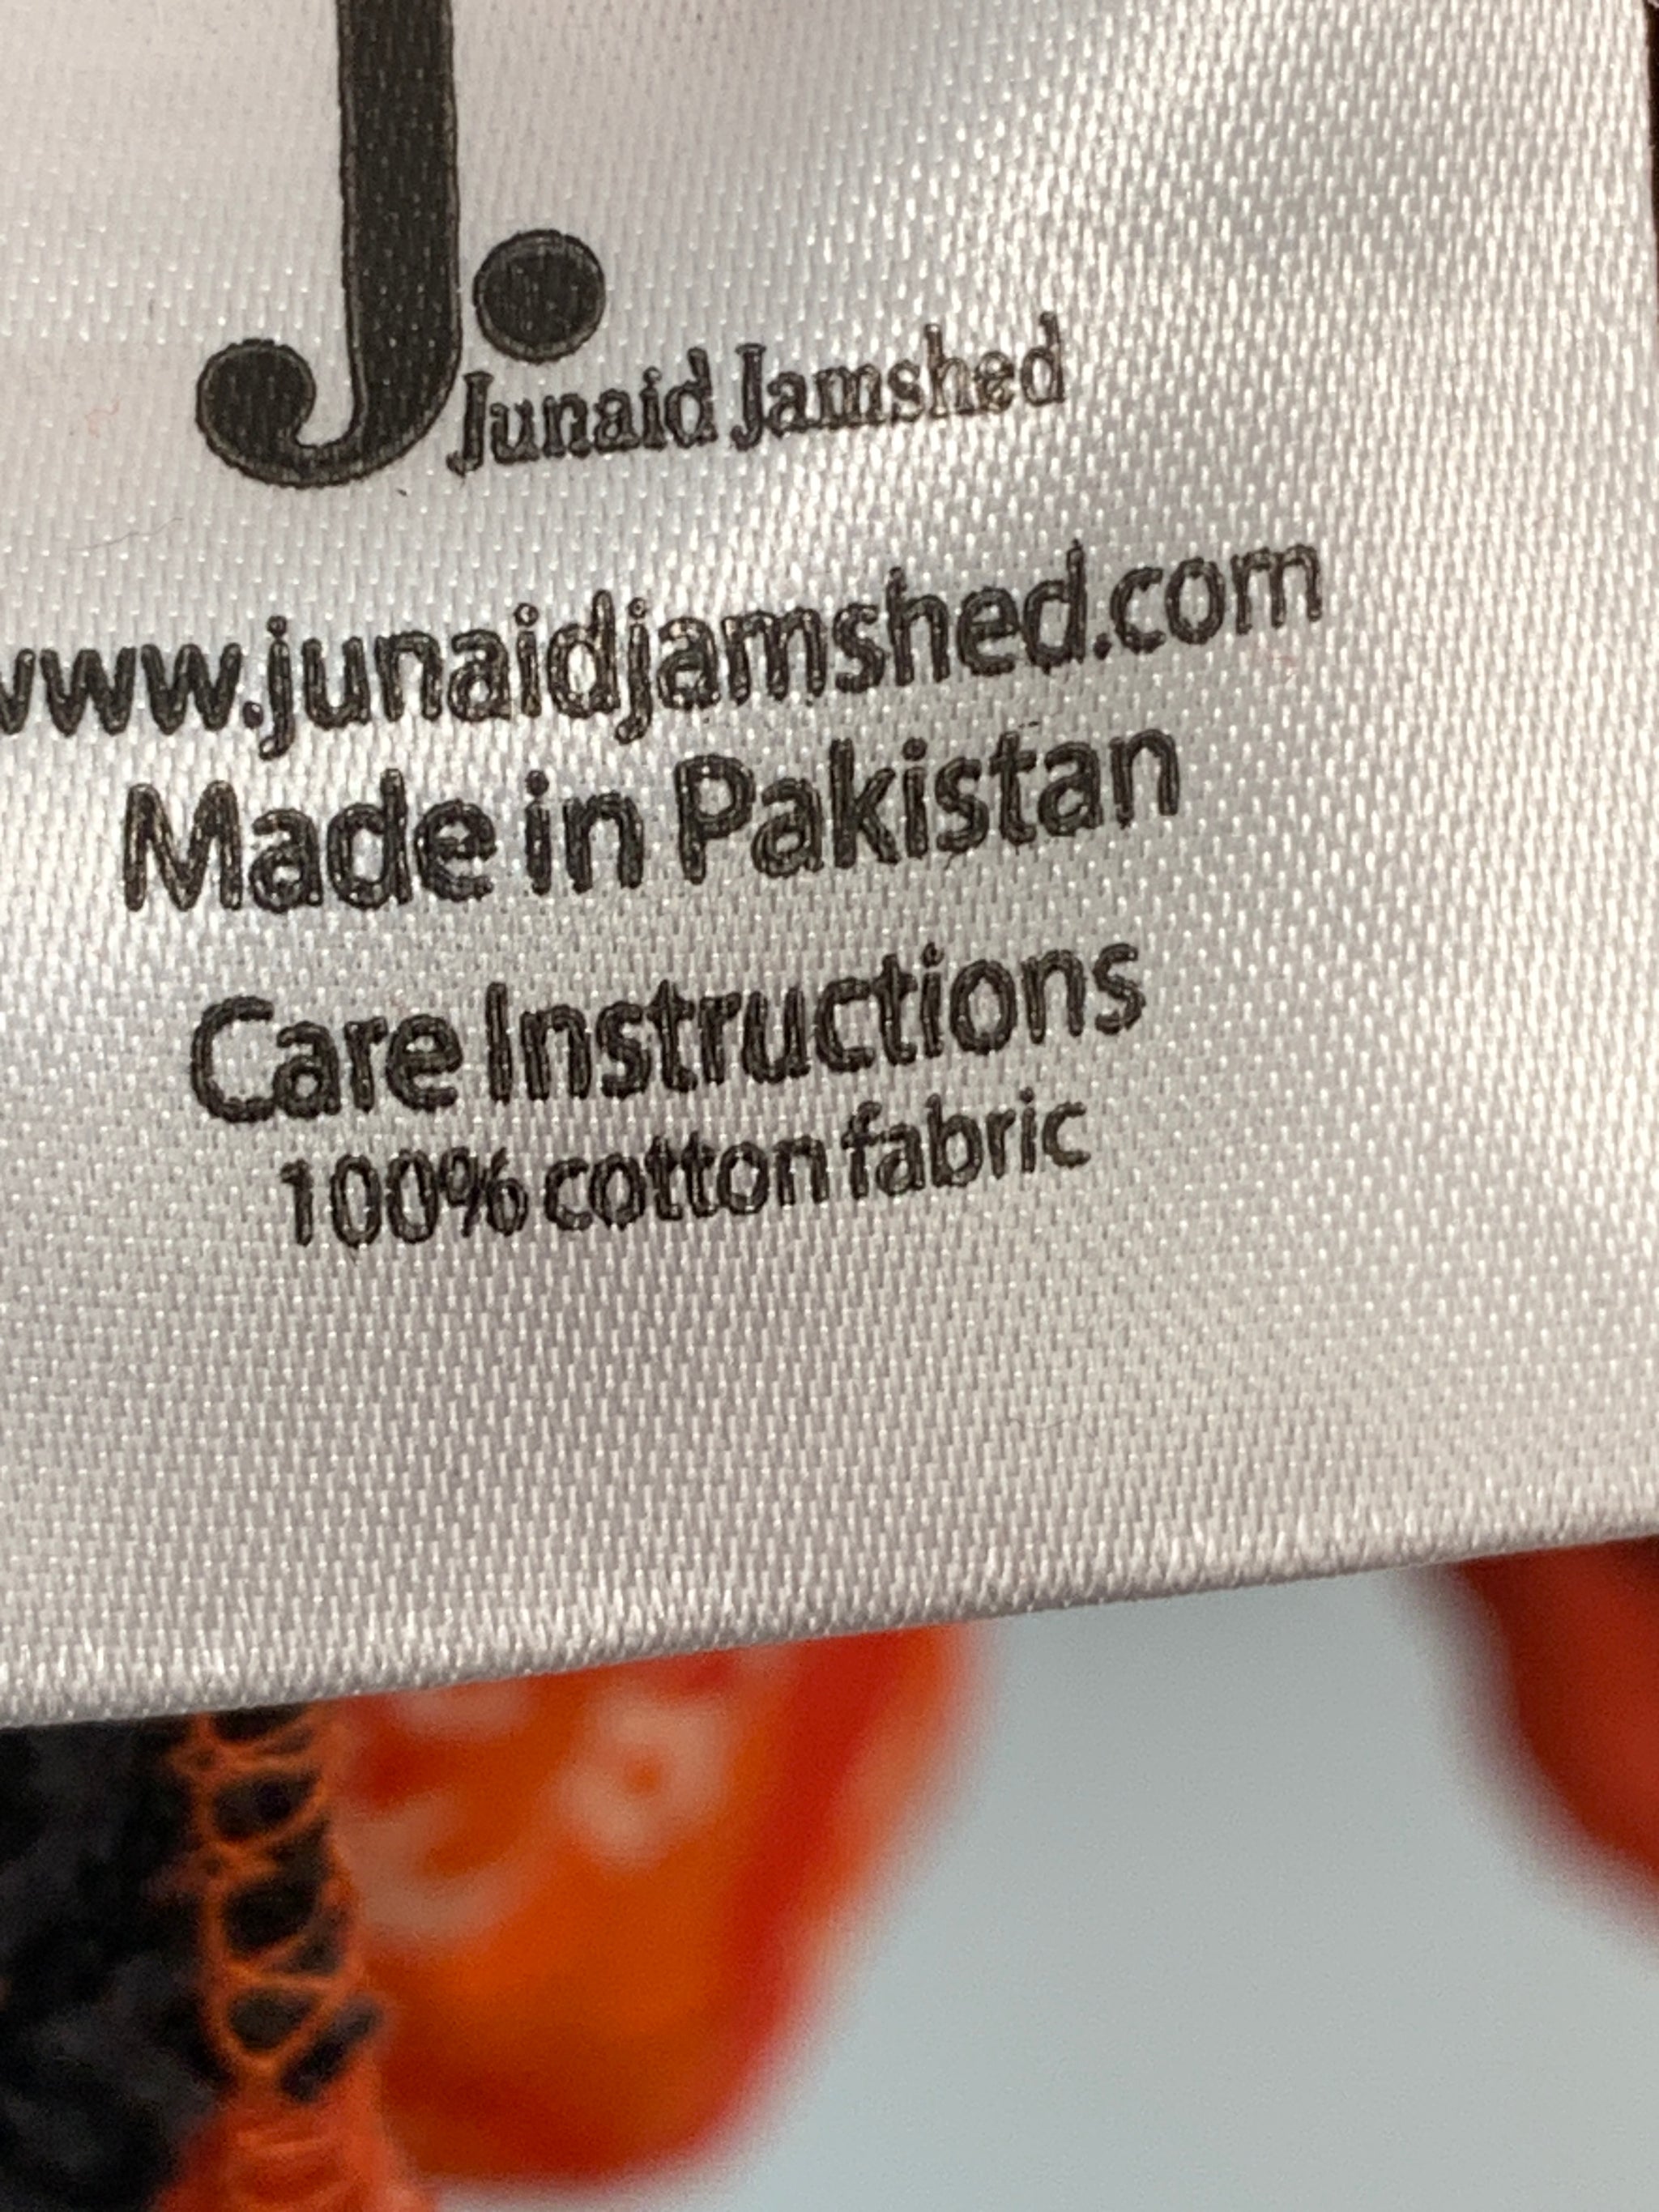 J.
Junaid Jamshed
www.junaidjamshed.com
Made in Pakistan
Care Instructions
100% cotton fabric